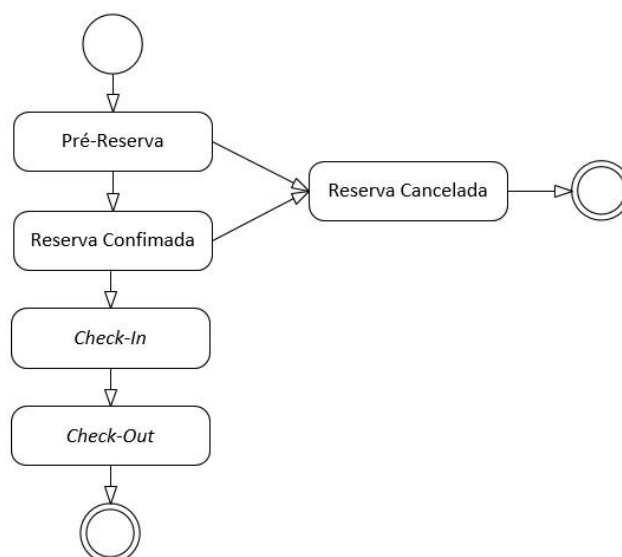 Pré-Reserva
Reserva Cancelada
Reserva Confimada
Check-In
Check-Out